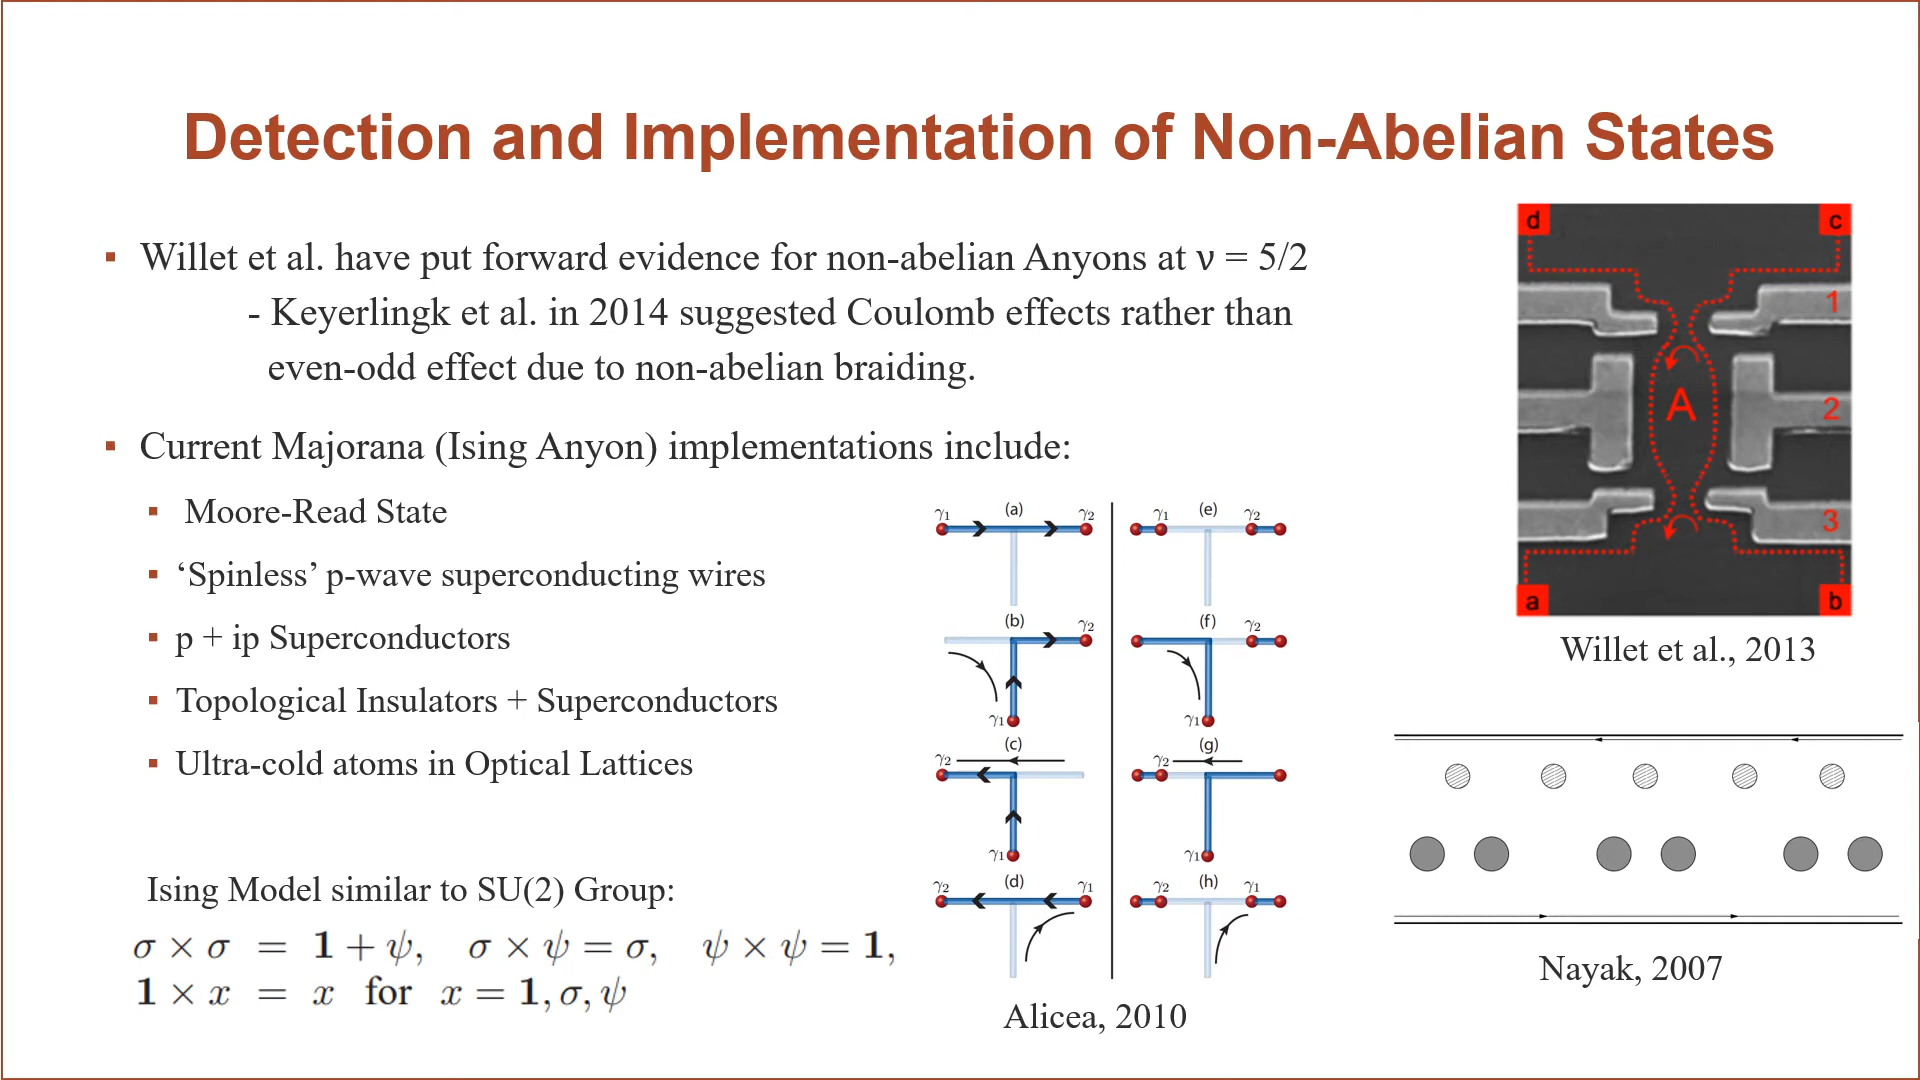 Detection and Implementation of Non-Abelian States
▪ Willet et al. have put forward evidence for non-abelian Anyons at ν = 5/2
- Keyerlingk et al. in 2014 suggested Coulomb effects rather than
even-odd effect due to non-abelian braiding.
▪ Current Majorana (Ising Anyon) implementations include:
▪ Moore-Read State
▪ ‘Spinless’ p-wave superconducting wires
▪ p + ip Superconductors
▪ Topological Insulators + Superconductors
▪ Ultra-cold atoms in Optical Lattices
Ising Model similar to SU(2) Group:
σ × σ = 1 + ψ, σ × ψ = σ, ψ × ψ = 1,
1 × x = x for x = 1, σ, ψ
γ1 (a) γ2
(b) γ2
γ1
(c)
γ2
γ1
γ2 (d) γ1
γ1 (e) γ2
(f) γ2
γ1
(g)
γ2
γ1
γ2 (h) γ1
Alicea, 2010
d c
1
A
2
3
a b
Willet et al., 2013
Nayak, 2007